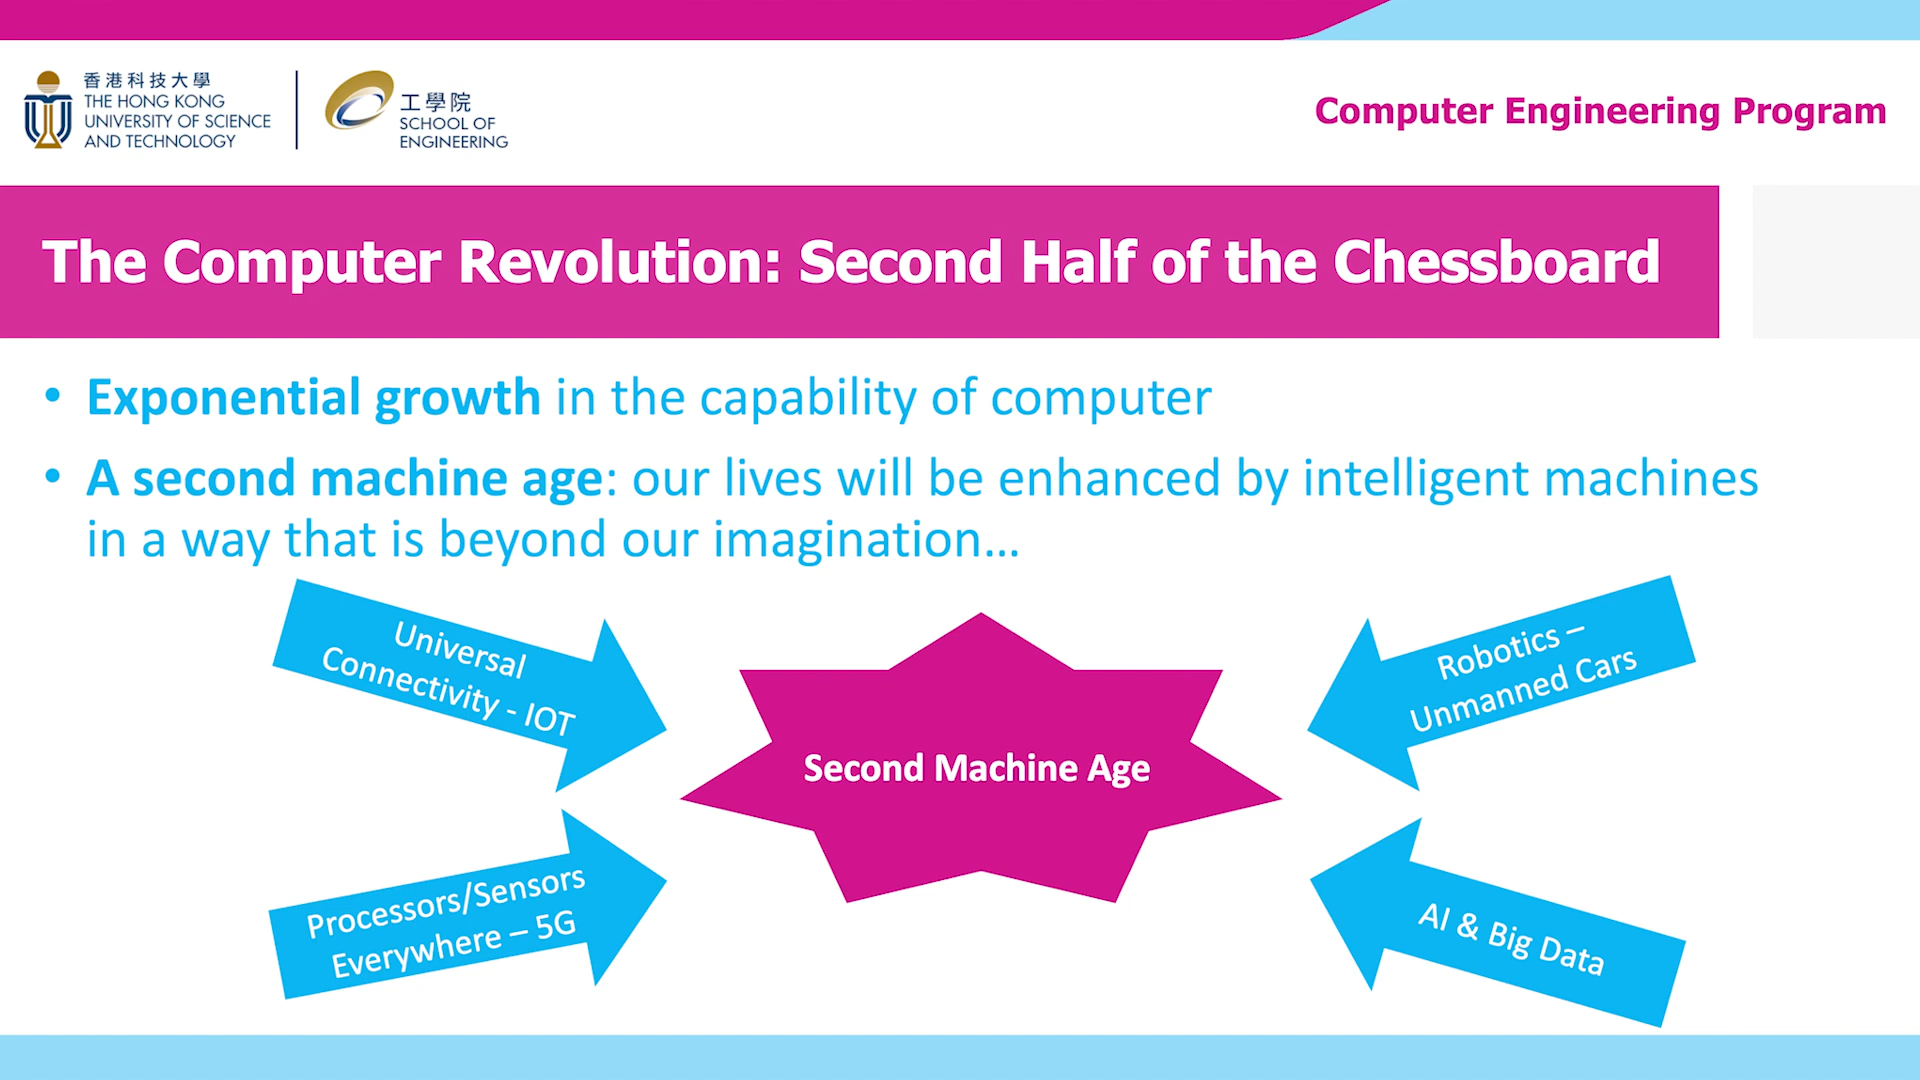 香港科技大學
THE HONG KONG
UNIVERSITY OF SCIENCE
AND TECHNOLOGY
工學院
SCHOOL OF
ENGINEERING
Computer Engineering Program
The Computer Revolution: Second Half of the Chessboard
• Exponential growth in the capability of computer
• A second machine age: our lives will be enhanced by intelligent machines
in a way that is beyond our imagination...
Universal
Connectivity - IOT
Robotics –
Unmanned Cars
Second Machine Age
Processors/Sensors
Everywhere – 5G
AI & Big Data